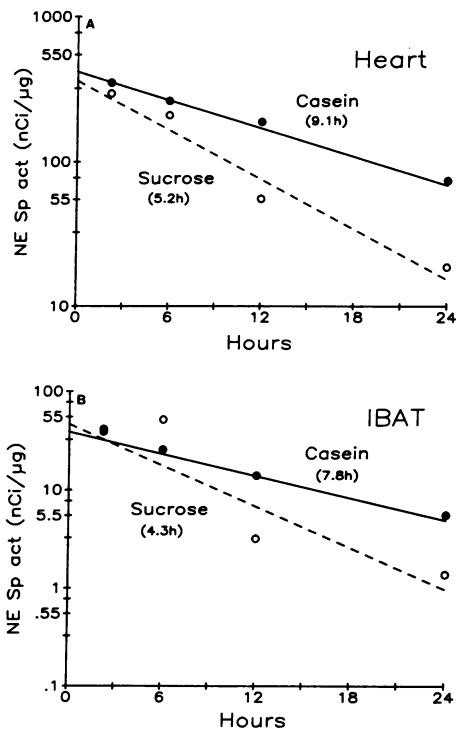 A
Heart
NE Sp act (nCi/µg)
1000
550
100
55
10
Casein
(9.1h)
Sucrose
(5.2h)
0 6 12 18 24
Hours
B
IBAT
NE Sp act (nCi/µg)
100
55
10
5.5
1
.55
.1
Casein
(7.8h)
Sucrose
(4.3h)
0 6 12 18 24
Hours